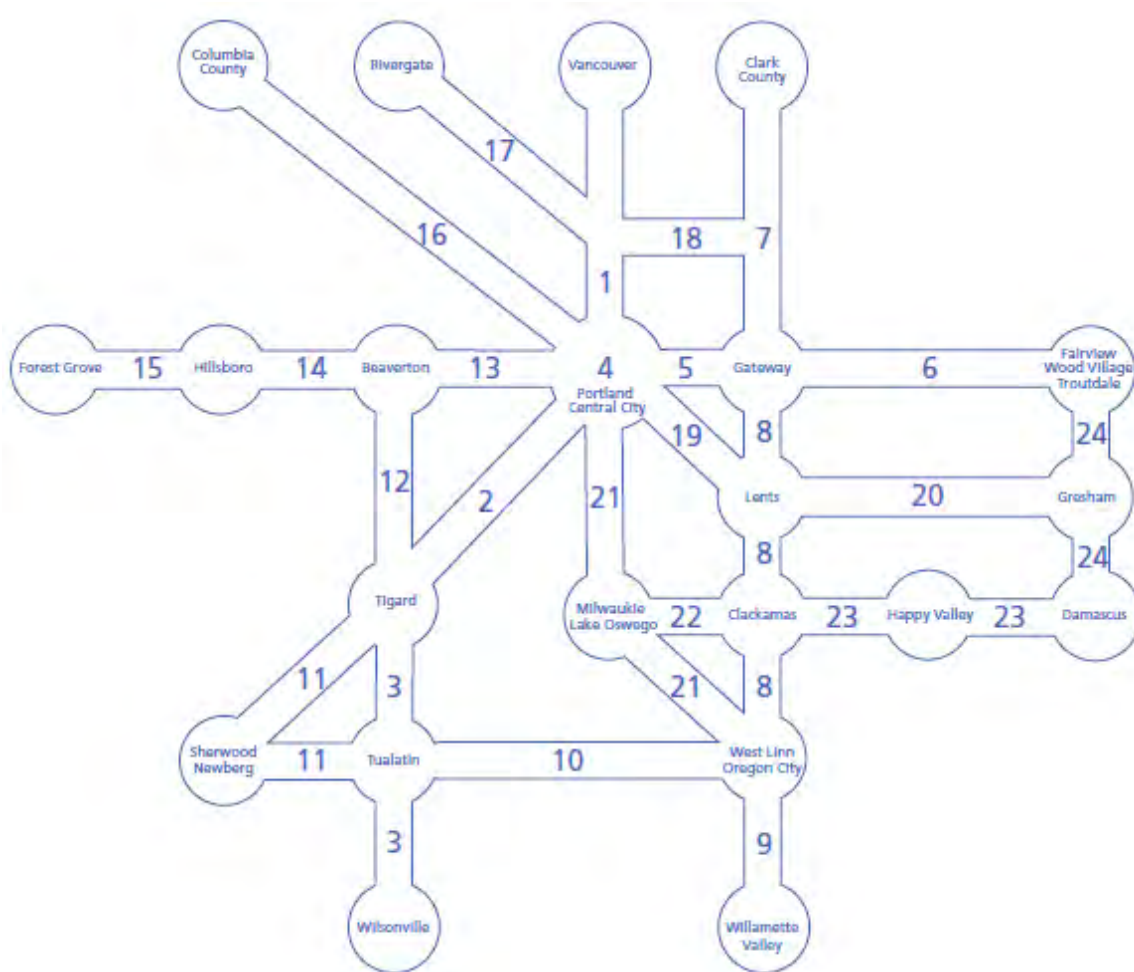 Columbia
County
Rivergate
Vancouver
Clark
County
17
16
18
7
1
Forest Grove
15
Hillsboro
14
Beaverton
13
4
Portland
Central City
5
Gateway
6
Fairview
Wood Village
Troutdale
19
8
24
12
2
21
Lents
20
Gresham
8
24
Tigard
Milwaukie
Lake Oswego
22
Clackamas
23
Happy Valley
23
Damascus
11
3
21
8
Sherwood
Newberg
11
Tualatin
10
West Linn
Oregon City
3
9
Wilsonville
Willamette
Valley